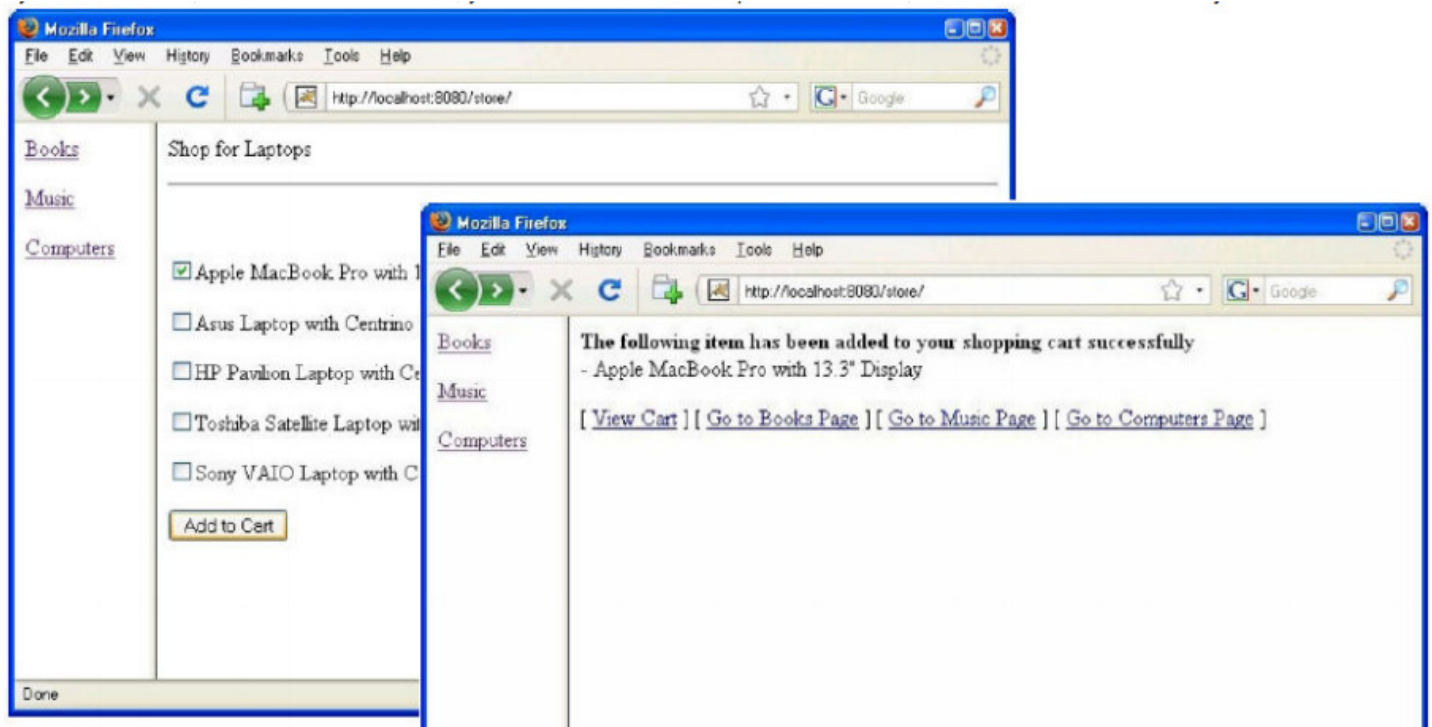 Mozilla Firefox
File Edit View History Bookmarks Tools Help
http://localhost:8080/store/
Google
Books
Music
Computers
Shop for Laptops
Apple MacBook Pro with
Asus Laptop with Centrino
HP Pavilion Laptop with
Toshiba Satellite Laptop
Sony VAIO Laptop with
Add to Cart
Done
Mozilla Firefox
File Edit View History Bookmarks Tools Help
http://localhost:8080/store/
Google
Books
Music
Computers
The following item has been added to your shopping cart successfully
- Apple MacBook Pro with 13.3" Display
[ View Cart ] [ Go to Books Page ] [ Go to Music Page ] [ Go to Computers Page ]